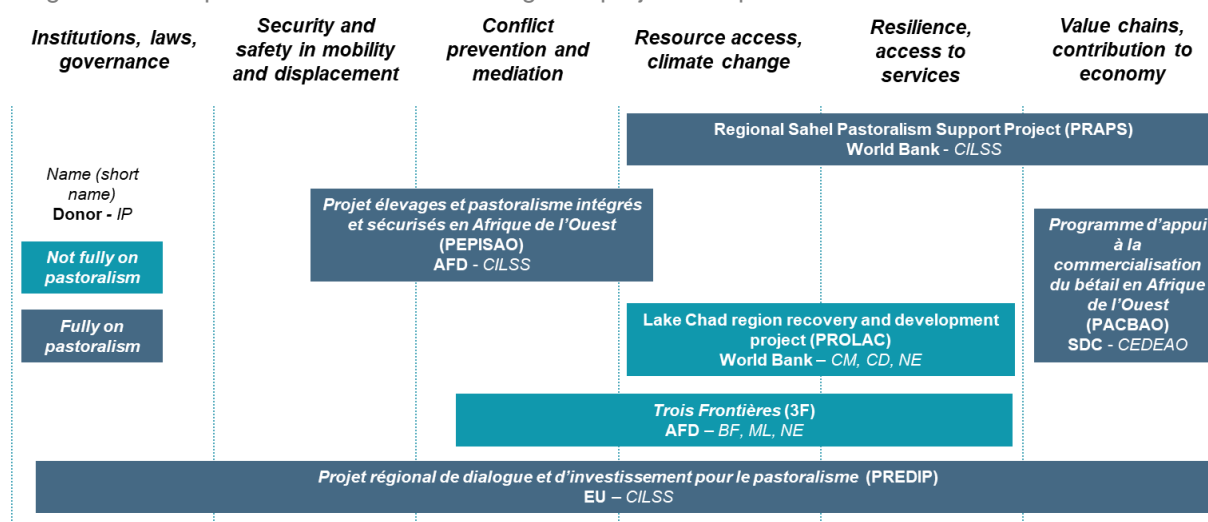 Institutions, laws,
governance
Security and
safety in mobility
and displacement
Conflict
prevention and
mediation
Resource access,
climate change
Resilience,
access to
services
Value chains,
contribution to
economy
Regional Sahel Pastoralism Support Project (PRAPS)
World Bank - CILSS
Name (short
name)
Donor - IP
Not fully on
pastoralism
Fully on
pastoralism
Projet élevages et pastoralisme intégrés
et sécurisés en Afrique de l'Ouest
(PEPISAO)
AFD - CILSS
Programme d'appui
à la
commercialisation
du bétail en Afrique
de l'Ouest
(PACBAO)
SDC - CEDEAO
Lake Chad region recovery and development
project (PROLAC)
World Bank – CM, CD, NE
Trois Frontières (3F)
AFD – BF, ML, NE
Projet régional de dialogue et d'investissement pour le pastoralisme (PREDIP)
EU – CILSS